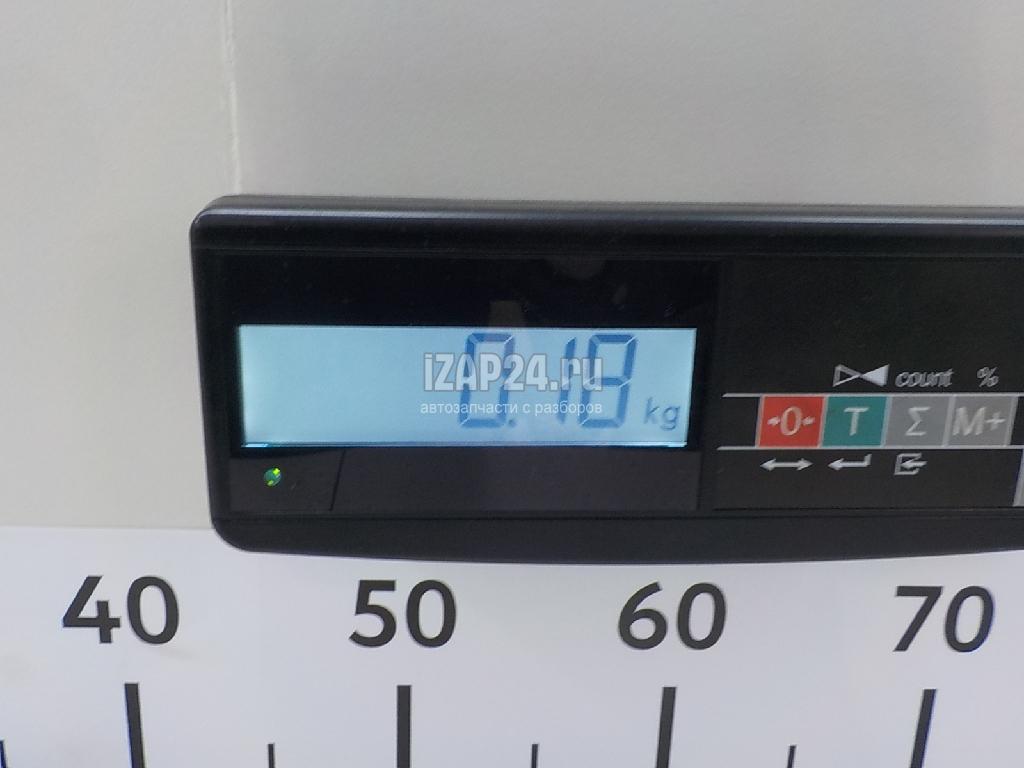 0.18 kg
iZAP24.ru
автозапчасти с разборов
count %
→0← T Σ M+
40 50 60 70